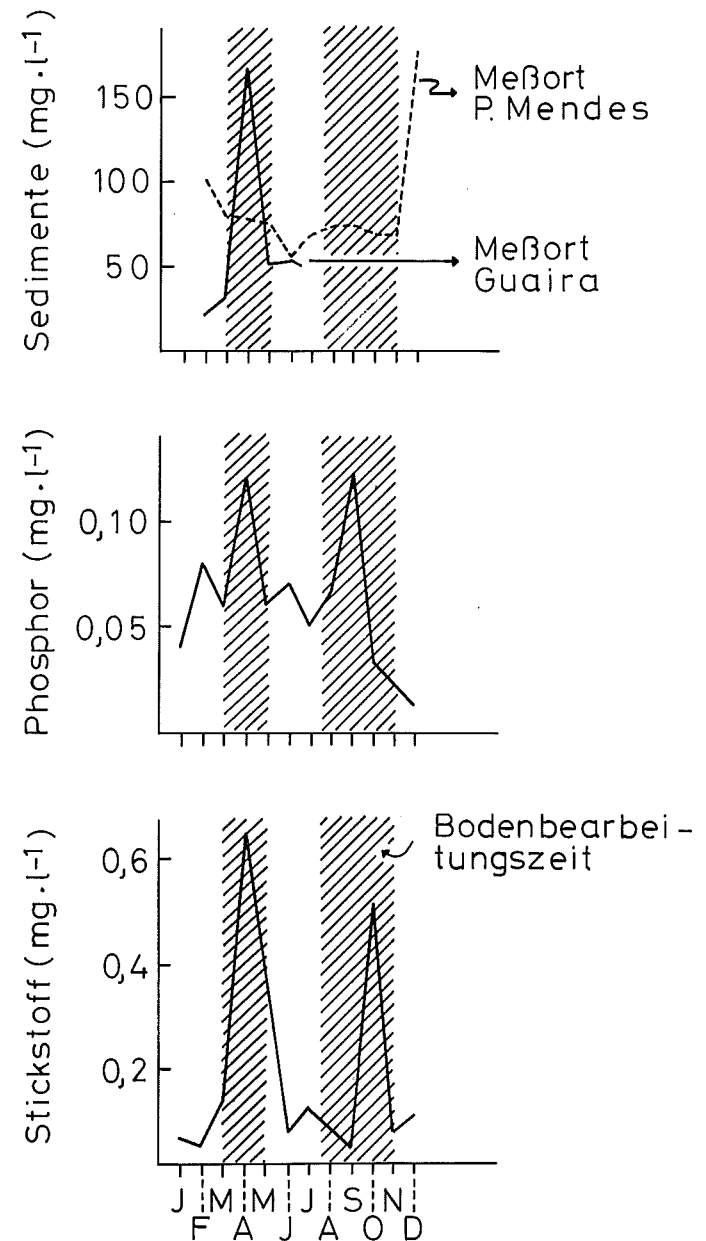 Sedimente (mg·l-1)
150
100
50
Meßort
P. Mendes
Meßort
Guaira
Phosphor (mg·l-1)
0,10
0,05
Stickstoff (mg·l-1)
0,6
0,4
0,2
Bodenbearbei-
tungszeit
J F M A M J J A S O N D